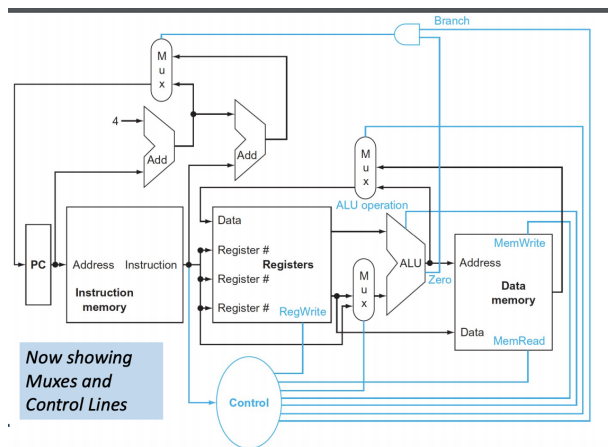 Branch
M
u
x
4
Add
Add
M
u
x
ALU operation
Data
PC
Address
Instruction
Instruction
memory
Register #
Registers
Register #
Register #
RegWrite
M
u
x
ALU
Zero
MemWrite
Address
Data
memory
Data
MemRead
Now showing
Muxes and
Control Lines
Control